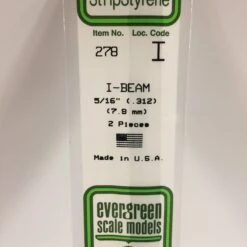 Stripstyrene
Item No. Loc. Code
278 I
I-BEAM
5/16" (.312)
(7.9 mm)
2 Pieces
Made in U.S.A.
evergreen
scale models